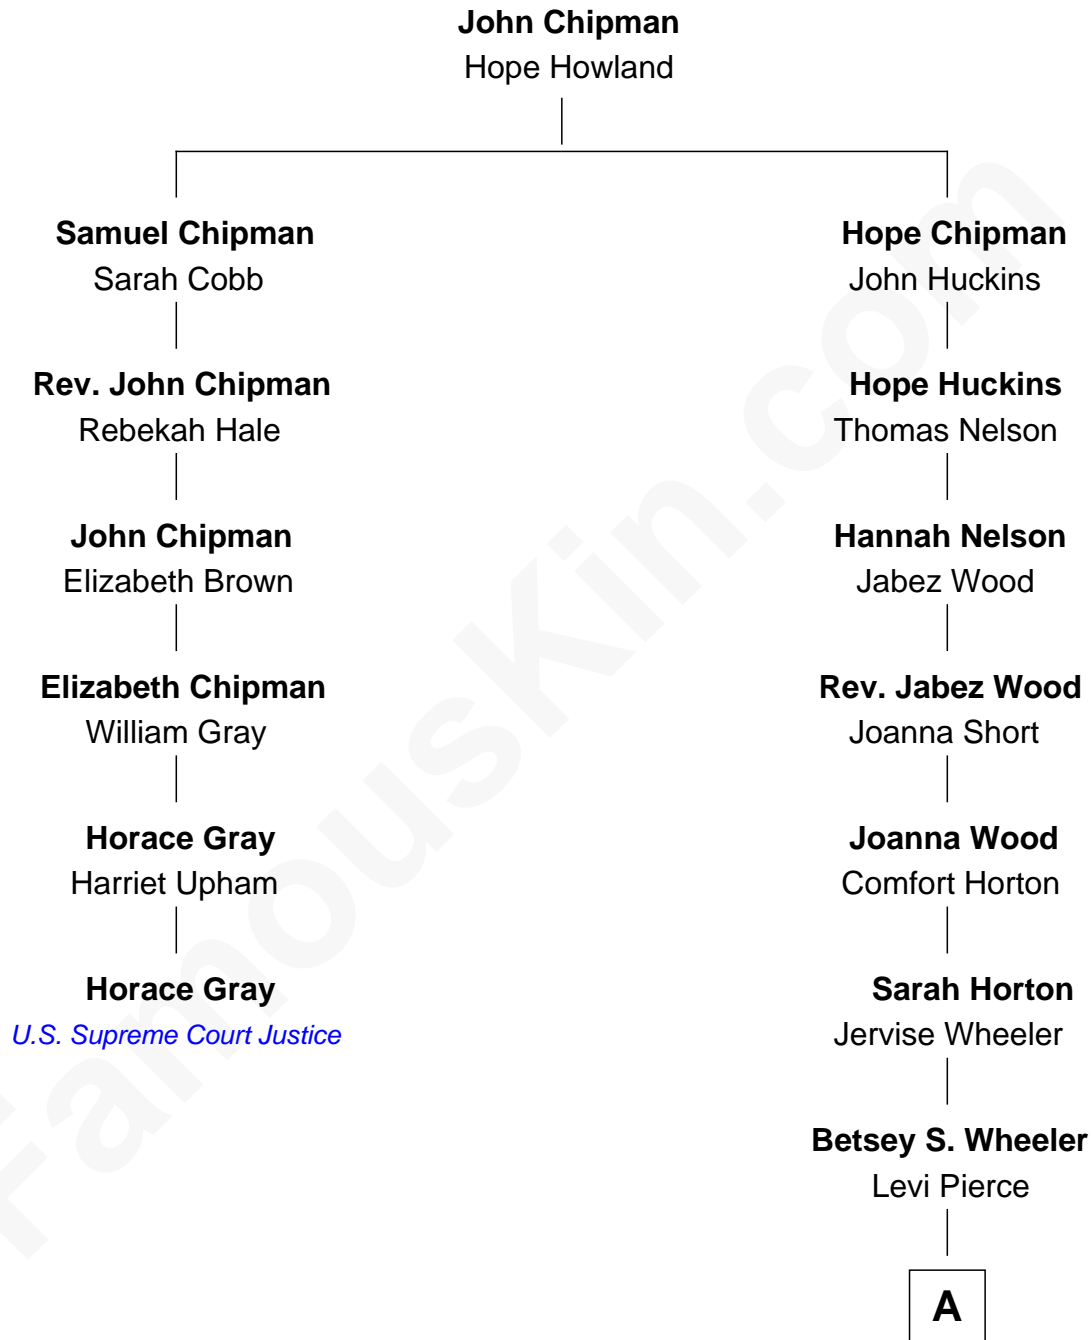 John Chipman
Hope Howland
Samuel Chipman
Sarah Cobb
Rev. John Chipman
Rebekah Hale
John Chipman
Elizabeth Brown
Elizabeth Chipman
William Gray
Horace Gray
Harriet Upham
Horace Gray
U.S. Supreme Court Justice
Hope Chipman
John Huckins
Hope Huckins
Thomas Nelson
Hannah Nelson
Jabez Wood
Rev. Jabez Wood
Joanna Short
Joanna Wood
Comfort Horton
Sarah Horton
Jervise Wheeler
Betsey S. Wheeler
Levi Pierce
A
FamousKin.com